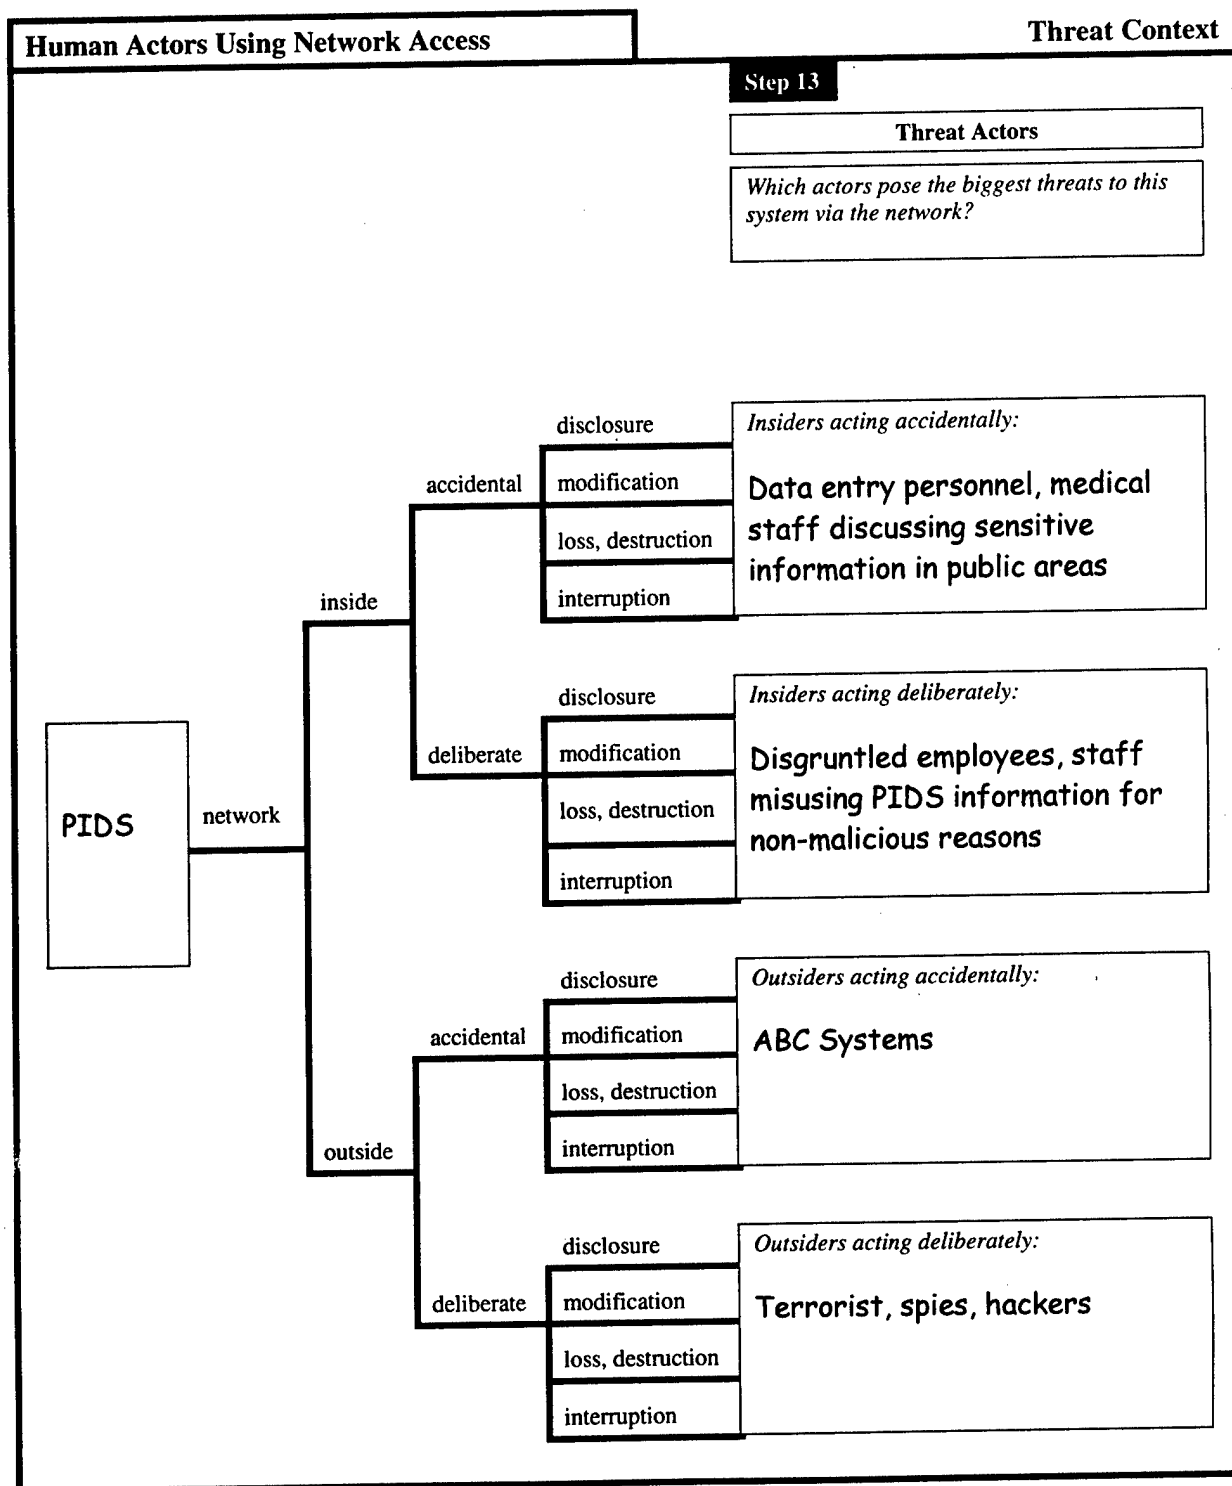 Human Actors Using Network Access
Threat Context
Step 13
Threat Actors
Which actors pose the biggest threats to this
system via the network?
disclosure
Insiders acting accidentally:
accidental
modification
Data entry personnel, medical
staff discussing sensitive
information in public areas
loss, destruction
inside
interruption
disclosure
Insiders acting deliberately:
deliberate
modification
Disgruntled employees, staff
misusing PIDS information for
non-malicious reasons
loss, destruction
PIDS
network
interruption
disclosure
Outsiders acting accidentally:
accidental
modification
ABC Systems
loss, destruction
outside
interruption
disclosure
Outsiders acting deliberately:
deliberate
modification
Terrorist, spies, hackers
loss, destruction
interruption